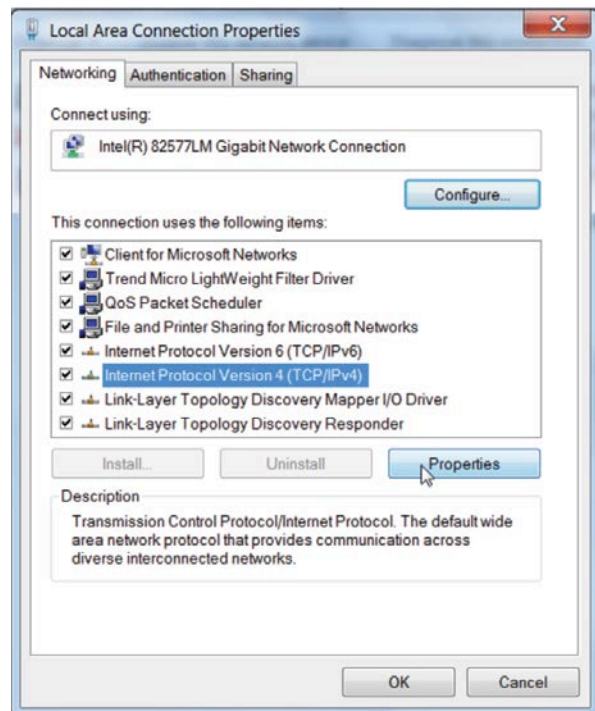 Local Area Connection Properties
Networking
Authentication
Sharing
Connect using:
Intel(R) 82577LM Gigabit Network Connection
Configure...
This connection uses the following items:
Client for Microsoft Networks
Trend Micro LightWeight Filter Driver
QoS Packet Scheduler
File and Printer Sharing for Microsoft Networks
Internet Protocol Version 6 (TCP/IPv6)
Internet Protocol Version 4 (TCP/IPv4)
Link-Layer Topology Discovery Mapper I/O Driver
Link-Layer Topology Discovery Responder
Install...
Uninstall
Properties
Description
Transmission Control Protocol/Internet Protocol. The default wide
area network protocol that provides communication across
diverse interconnected networks.
OK
Cancel